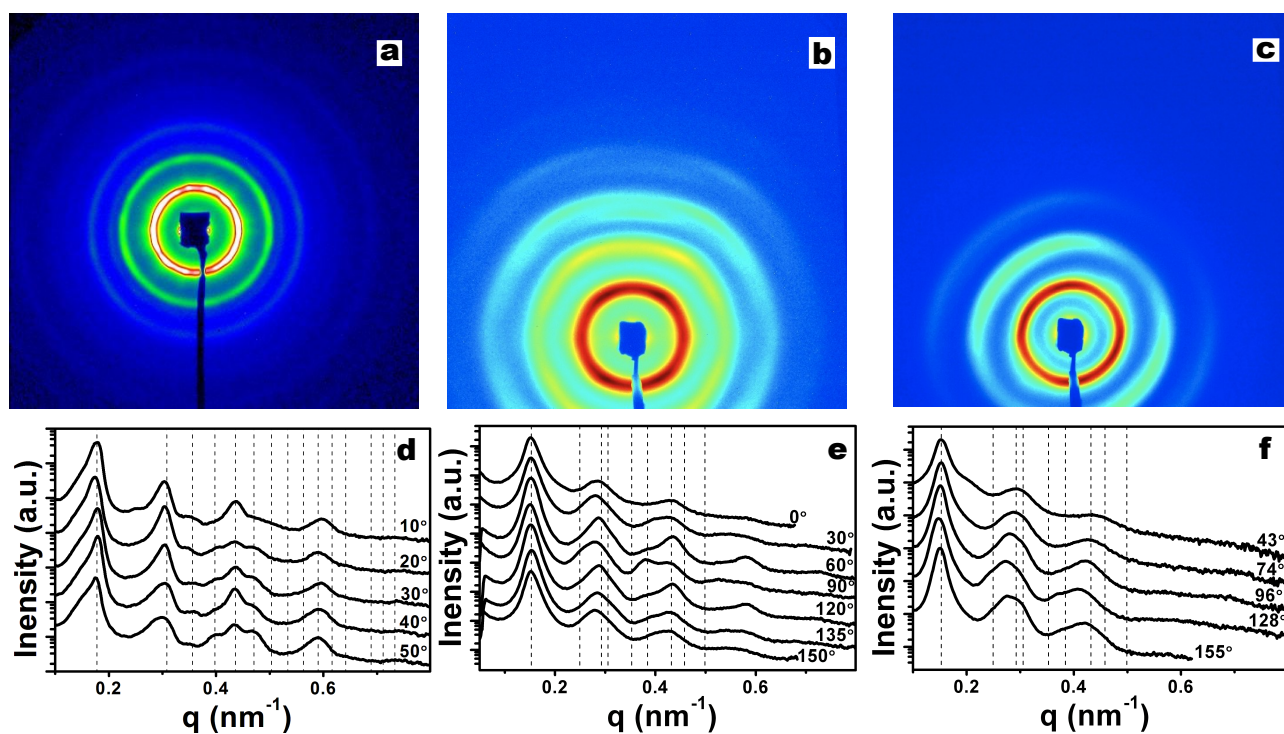 a
b
c
d
e
f
Inensity (a.u.)
10°
20°
30°
40°
50°
0.2 0.4 0.6
q (nm-1)
Inensity (a.u.)
0°
30°
60°
90°
120°
135°
150°
0.2 0.4 0.6
q (nm-1)
Inensity (a.u.)
43°
74°
96°
128°
155°
0.2 0.4 0.6
q (nm-1)